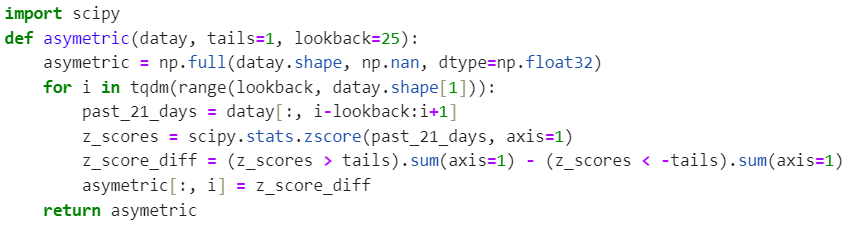 import scipy
def asymetric(datay, tails=1, lookback=25):
    asymetric = np.full(datay.shape, np.nan, dtype=np.float32)
    for i in tqdm(range(lookback, datay.shape[1])):
        past_21_days = datay[:, i-lookback:i+1]
        z_scores = scipy.stats.zscore(past_21_days, axis=1)
        z_score_diff = (z_scores > tails).sum(axis=1) - (z_scores < -tails).sum(axis=1)
        asymetric[:, i] = z_score_diff
    return asymetric